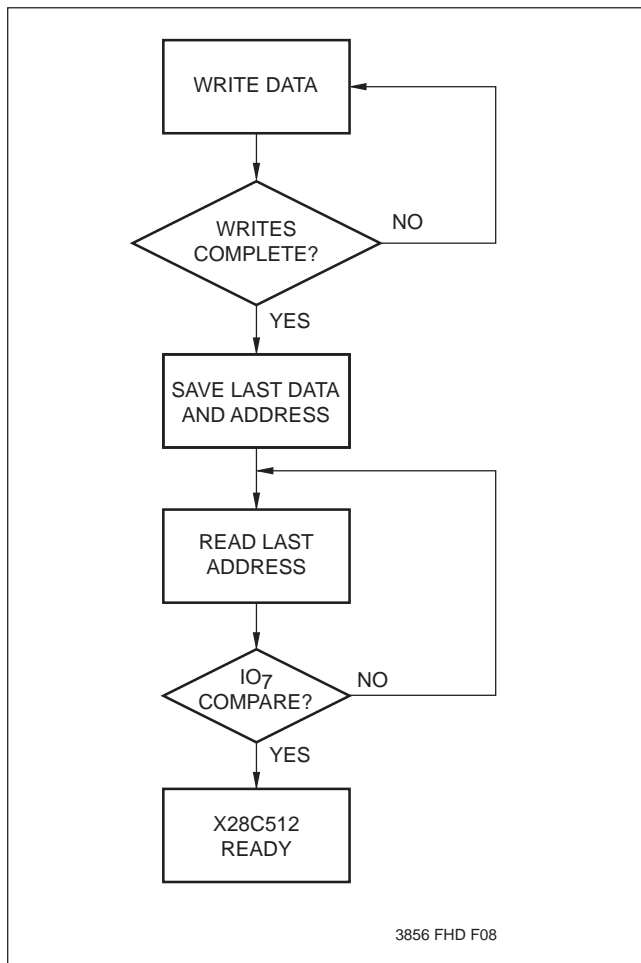 WRITE DATA
WRITES
COMPLETE?
NO
YES
SAVE LAST DATA
AND ADDRESS
READ LAST
ADDRESS
IO7
COMPARE?
NO
YES
X28C512
READY
3856 FHD F08